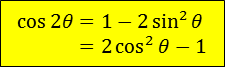 cos 2θ = 1 − 2 sin² θ
= 2 cos² θ − 1